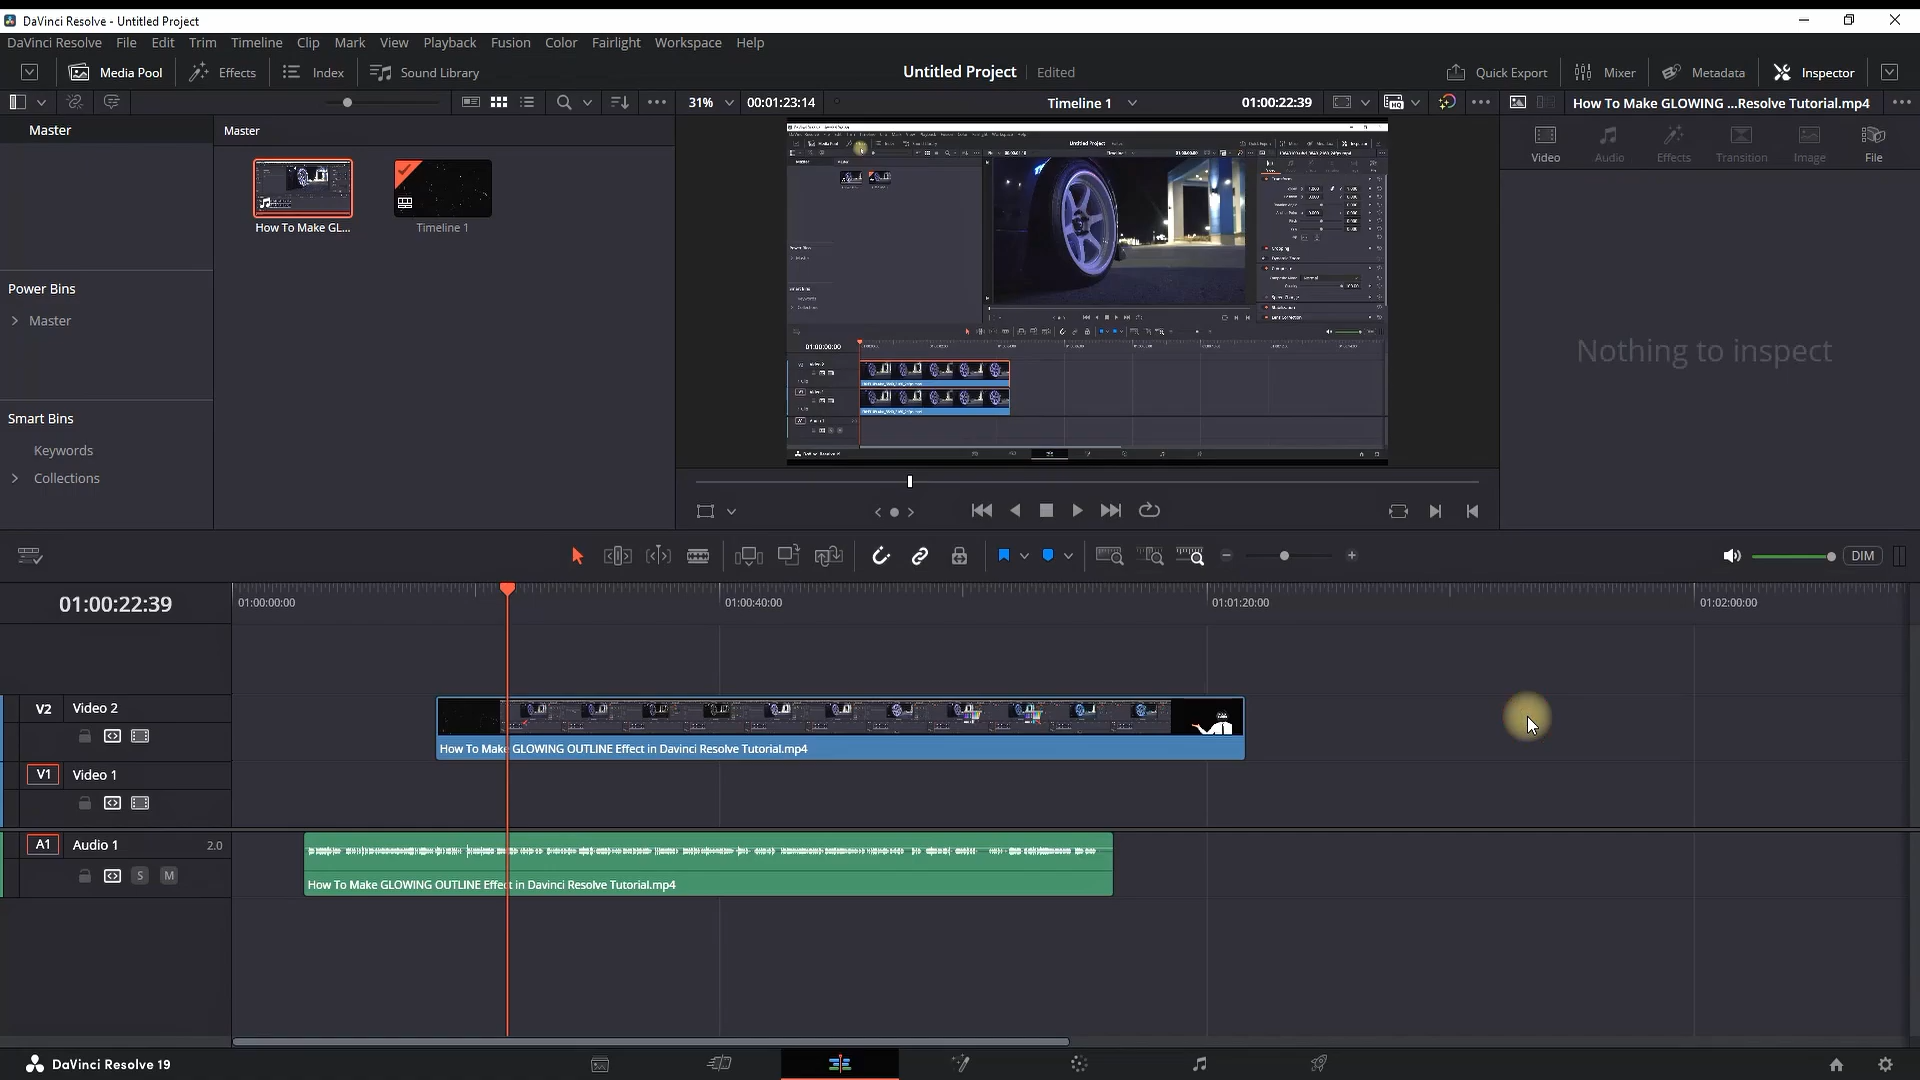 DaVinci Resolve - Untitled Project
DaVinci Resolve File Edit Trim Timeline Clip Mark View Playback Fusion Color Fairlight Workspace Help
Media Pool Effects Index Sound Library Untitled Project Edited Quick Export Mixer Metadata Inspector
31% 00:01:23:14 Timeline 1 01:00:22:39 How To Make GLOWING ...Resolve Tutorial.mp4
Master Master
Video Audio Effects Transition Image File
How To Make GL... Timeline 1
Power Bins
Master
Smart Bins
Keywords
Collections
Nothing to inspect
Untitled Project
01:00:00:00
DIM
01:00:22:39 01:00:00:00 01:00:40:00 01:01:20:00 01:02:00:00
V2 Video 2
How To Make GLOWING OUTLINE Effect in Davinci Resolve Tutorial.mp4
V1 Video 1
A1 Audio 1 2.0
S M
How To Make GLOWING OUTLINE Effect in Davinci Resolve Tutorial.mp4
DaVinci Resolve 19